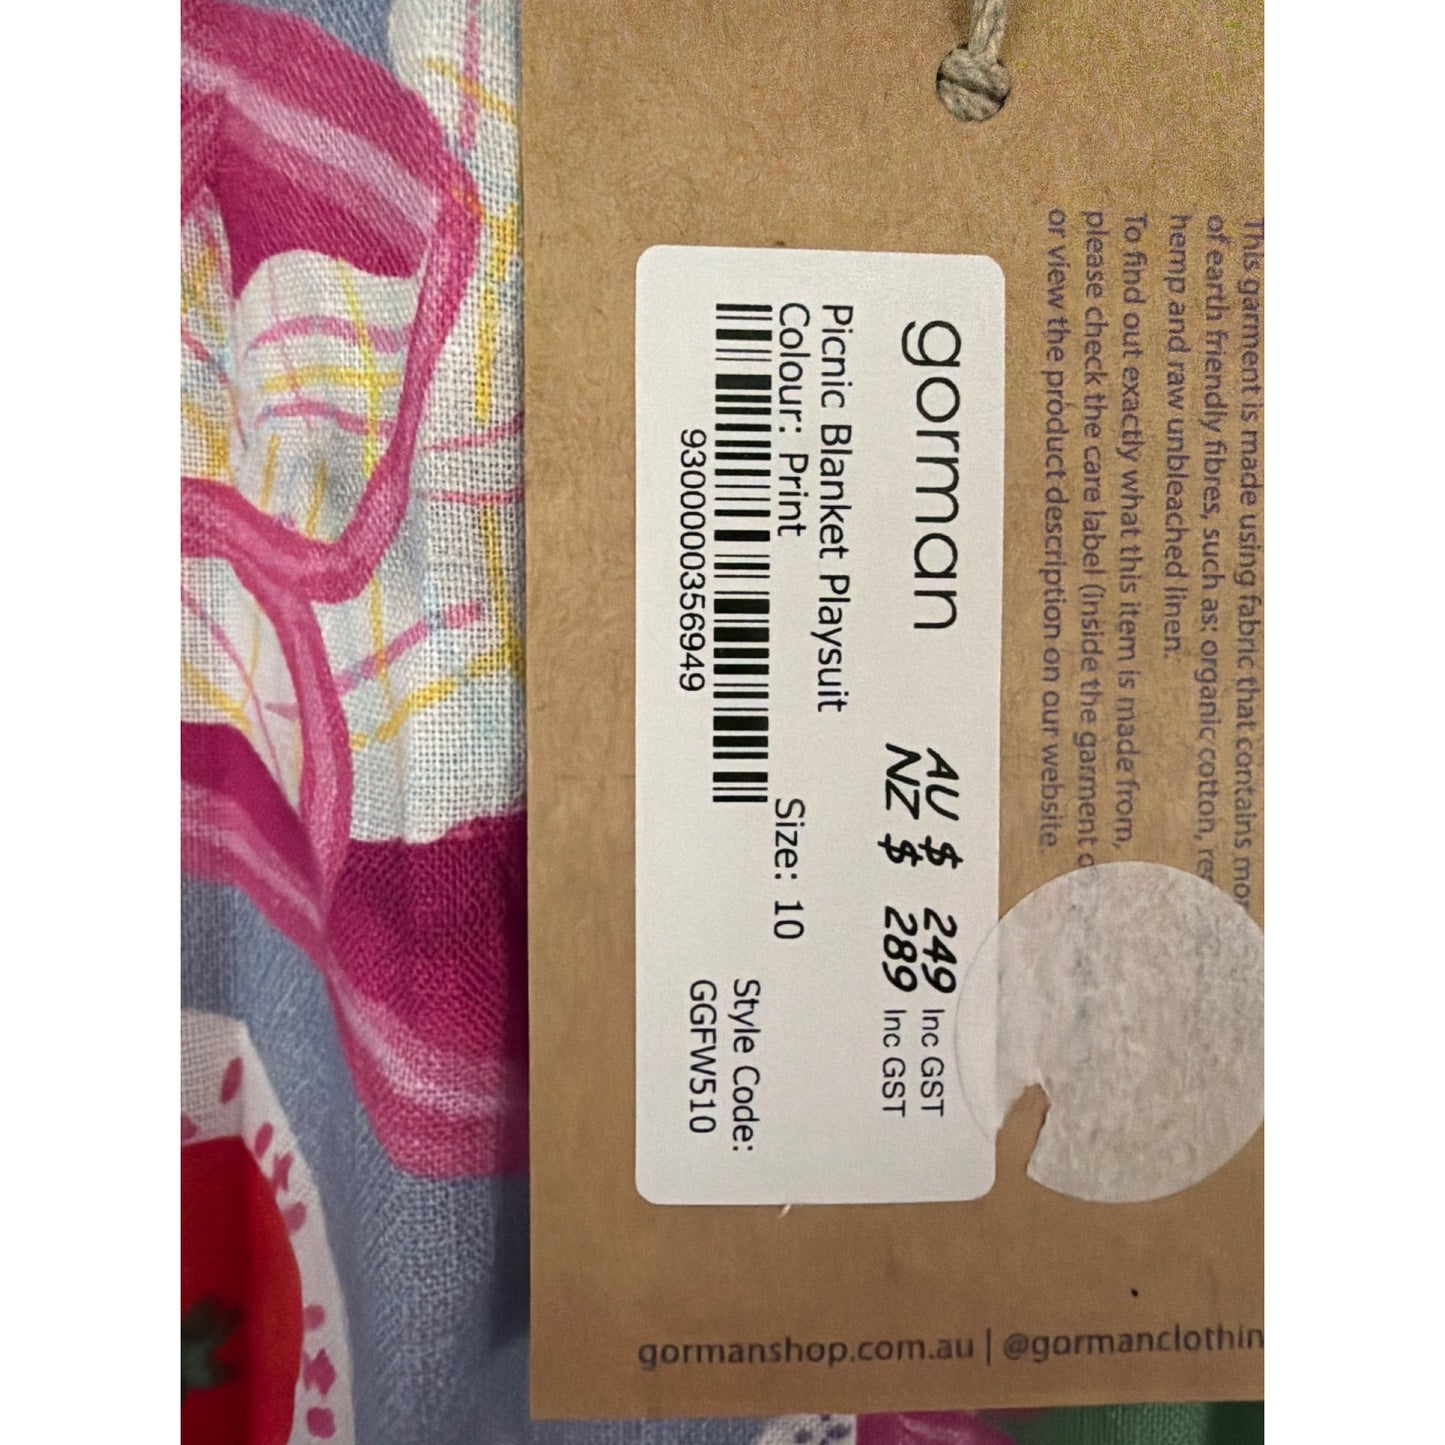 This garment is made using fabric that contains
of earth friendly fibres, such as: organic cotton,
hemp and raw unbleached linen.
To find out exactly what this item is made from,
please check the care label (inside the garment
or view the product description on our website.
gorman
AU $ 249 Inc GST
NZ $ 289 Inc GST
Picnic Blanket Playsuit
Colour: Print Size: 10
930000356949
Style Code:
GGFW510
gormanshop.com.au | @gormanclothin